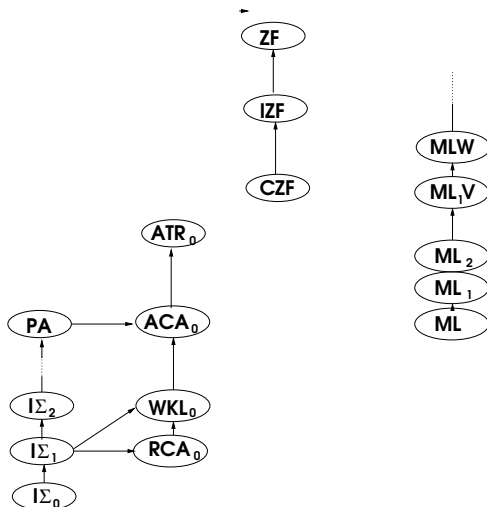 ZF
IZF
MLW
CZF
ML₁V
ATR₀
ML₂
ML₁
PA
ACA₀
ML
IΣ₂
WKL₀
IΣ₁
RCA₀
IΣ₀